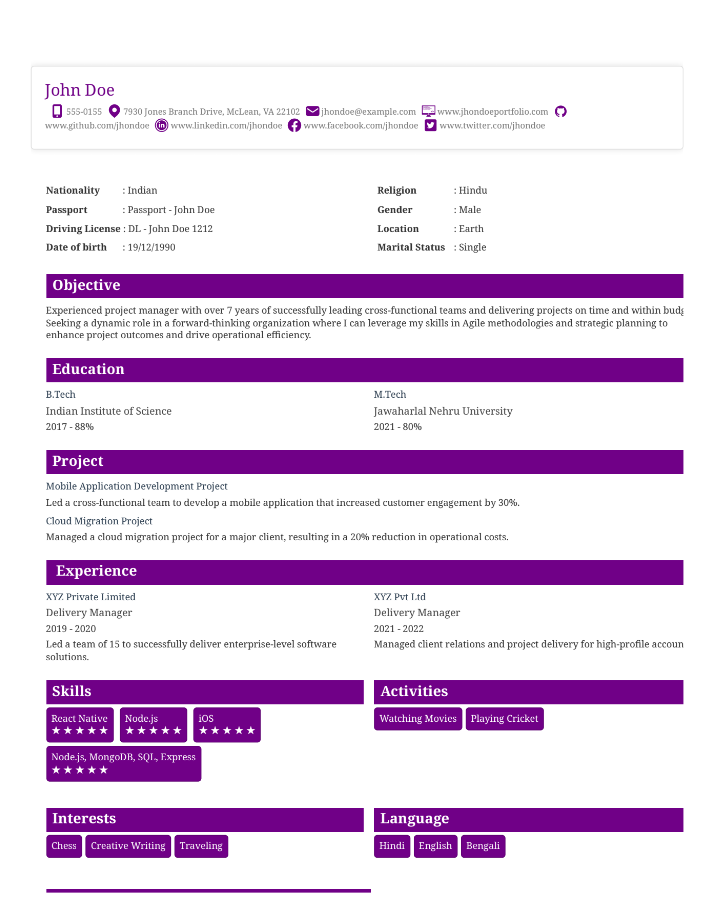 John Doe
555-0155 7930 Jones Branch Drive, McLean, VA 22102 jhondoe@example.com www.jhondoeportfolio.com
www.github.com/jhondoe www.linkedin.com/jhondoe www.facebook.com/jhondoe www.twitter.com/jhondoe
Nationality : Indian
Religion : Hindu
Passport : Passport - John Doe
Gender : Male
Driving License : DL - John Doe 1212
Location : Earth
Date of birth : 19/12/1990
Marital Status : Single
Objective
Experienced project manager with over 7 years of successfully leading cross-functional teams and delivering projects on time and within
Seeking a dynamic role in a forward-thinking organization where I can leverage my skills in Agile methodologies and strategic planning to
enhance project outcomes and drive operational efficiency.
Education
B.Tech
Indian Institute of Science
2017 - 88%
M.Tech
Jawaharlal Nehru University
2021 - 80%
Project
Mobile Application Development Project
Led a cross-functional team to develop a mobile application that increased customer engagement by 30%.
Cloud Migration Project
Managed a cloud migration project for a major client, resulting in a 20% reduction in operational costs.
Experience
XYZ Private Limited
Delivery Manager
2019 - 2020
Led a team of 15 to successfully deliver enterprise-level software
solutions.
XYZ Pvt Ltd
Delivery Manager
2021 - 2022
Managed client relations and project delivery for high-profile accoun
Skills
React Native
★★★★★
Node.js
★★★★★
iOS
★★★★★
Node.js, MongoDB, SQL, Express
★★★★★
Activities
Watching Movies
Playing Cricket
Interests
Chess
Creative Writing
Traveling
Language
Hindi
English
Bengali